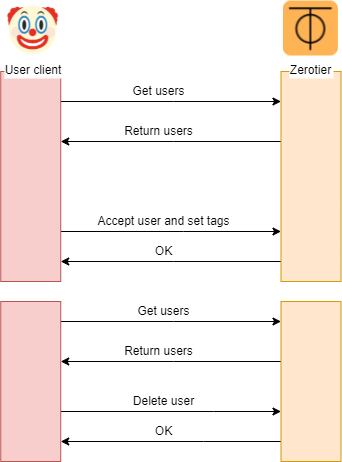 User client
Zerotier
Get users
Return users
Accept user and set tags
OK
Get users
Return users
Delete user
OK